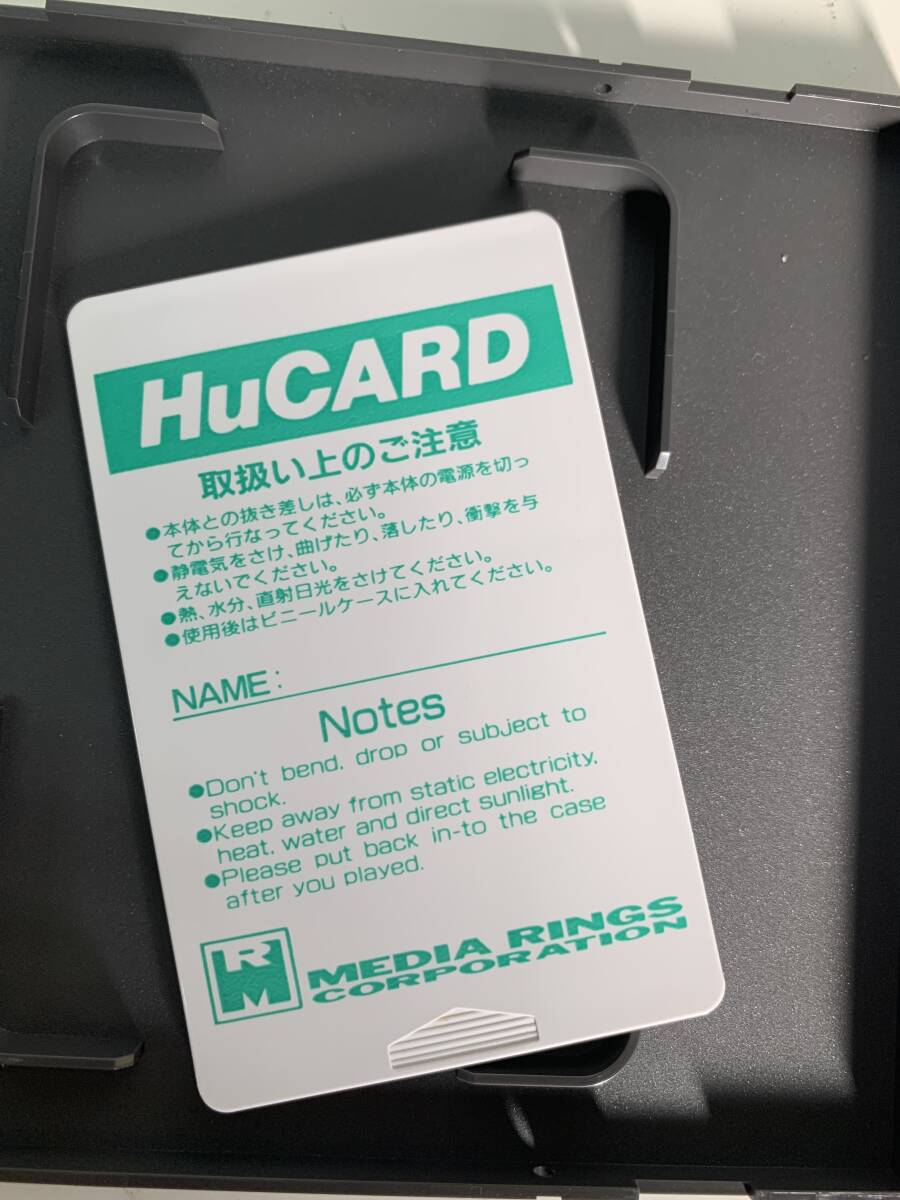 HuCARD
取扱い上のご注意
●本体との抜き差しは、必ず本体の電源を切っ
てから行なってください。
●静電気をさけ、曲げたり、落したり、衝撃を与
えないでください。
●熱、水分、直射日光をさけてください。
●使用後はビニールケースに入れてください。
NAME:
Notes
●Don't bend, drop or subject to
shock.
●Keep away from static electricity,
heat, water and direct sunlight.
●Please put back in-to the case
after you played.
RM
MEDIA RINGS
CORPORATION